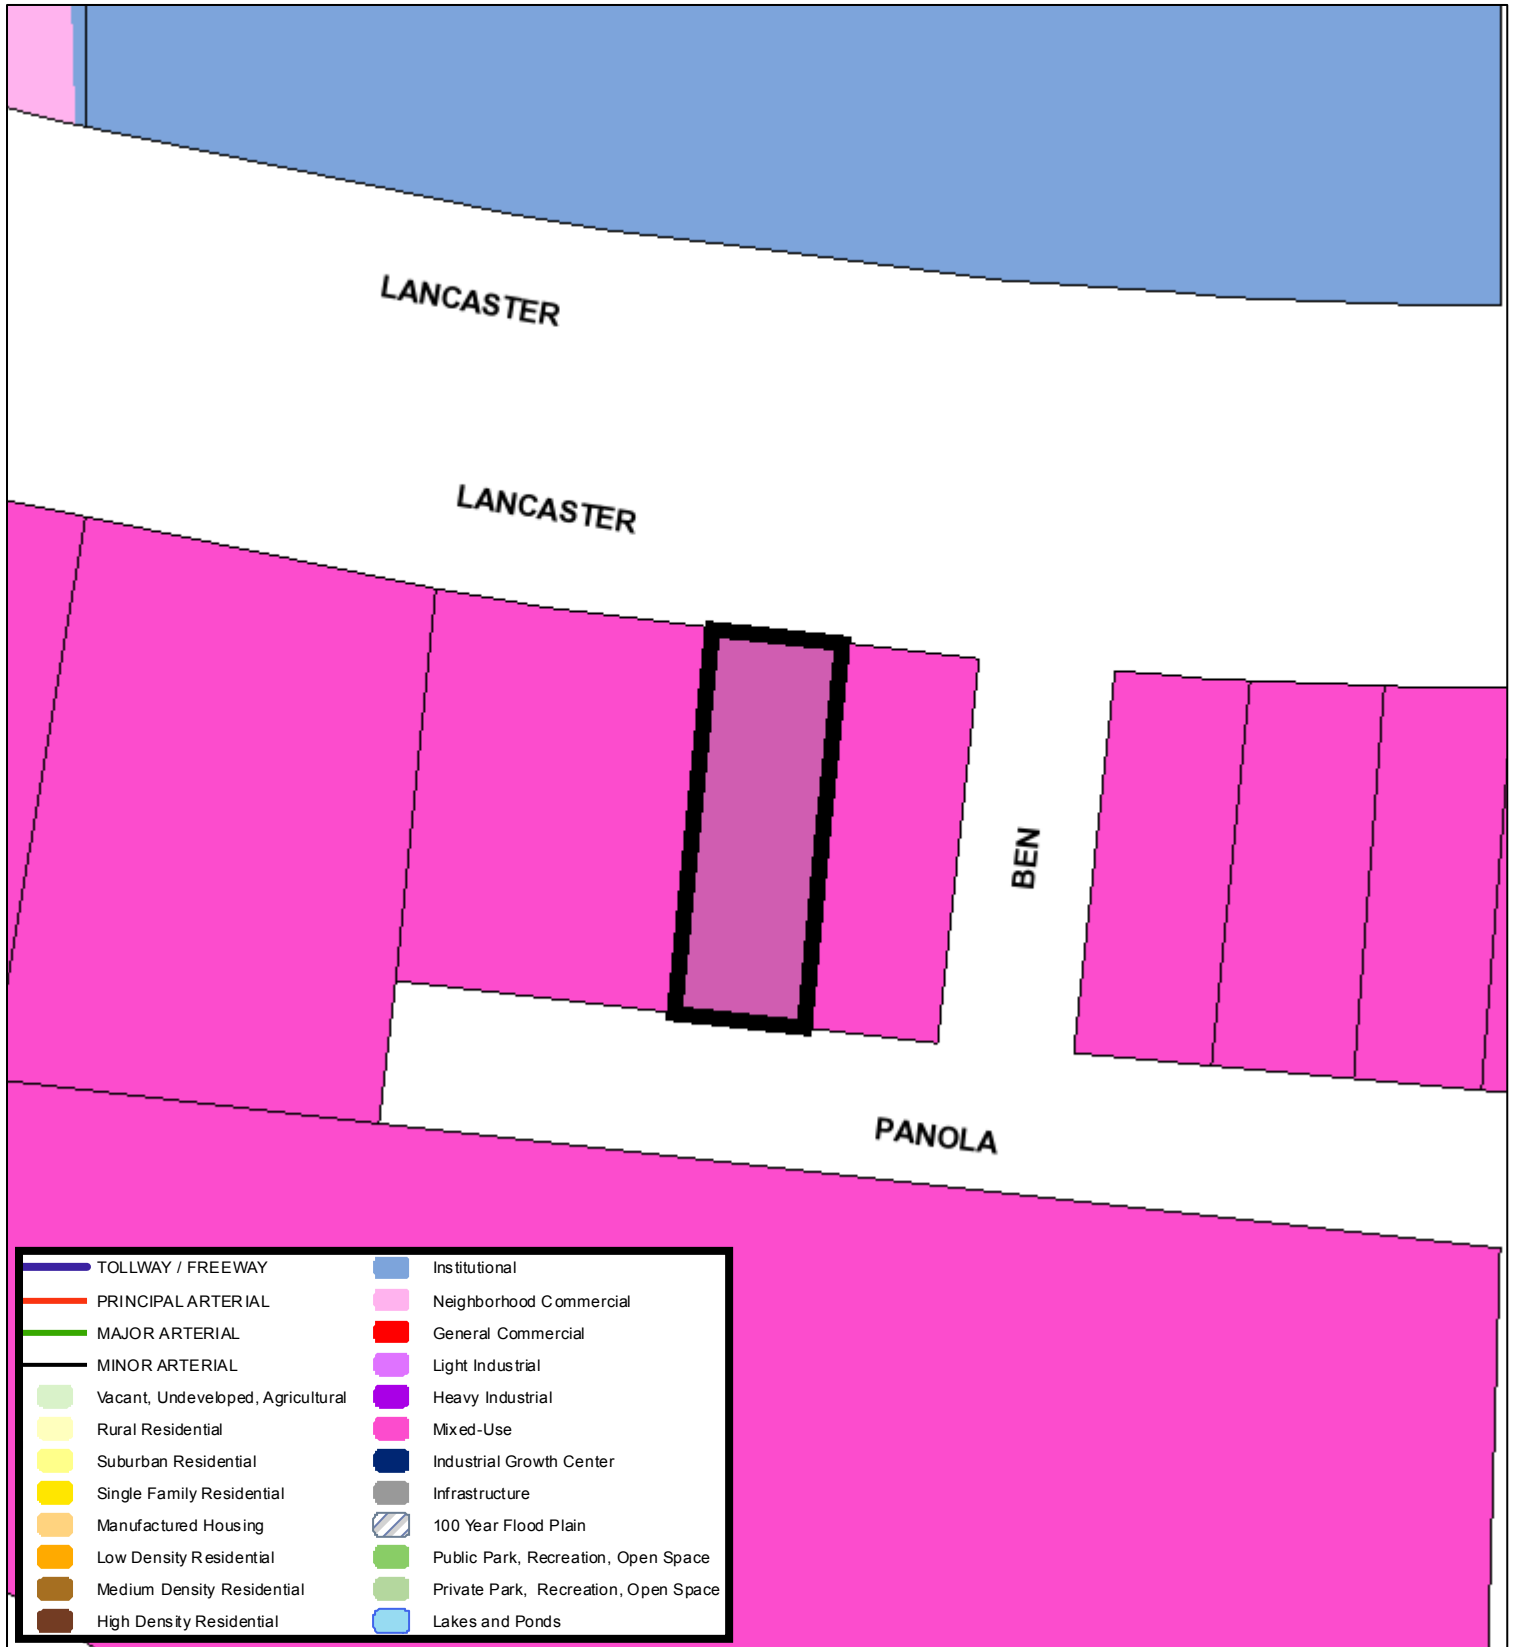 LANCASTER
LANCASTER
BEN
PANOLA
TOLLWAY / FREEWAY
PRINCIPAL ARTERIAL
MAJOR ARTERIAL
MINOR ARTERIAL
Vacant, Undeveloped, Agricultural
Rural Residential
Suburban Residential
Single Family Residential
Manufactured Housing
Low Density Residential
Medium Density Residential
High Density Residential
Institutional
Neighborhood Commercial
General Commercial
Light Industrial
Heavy Industrial
Mixed-Use
Industrial Growth Center
Infrastructure
100 Year Flood Plain
Public Park, Recreation, Open Space
Private Park, Recreation, Open Space
Lakes and Ponds